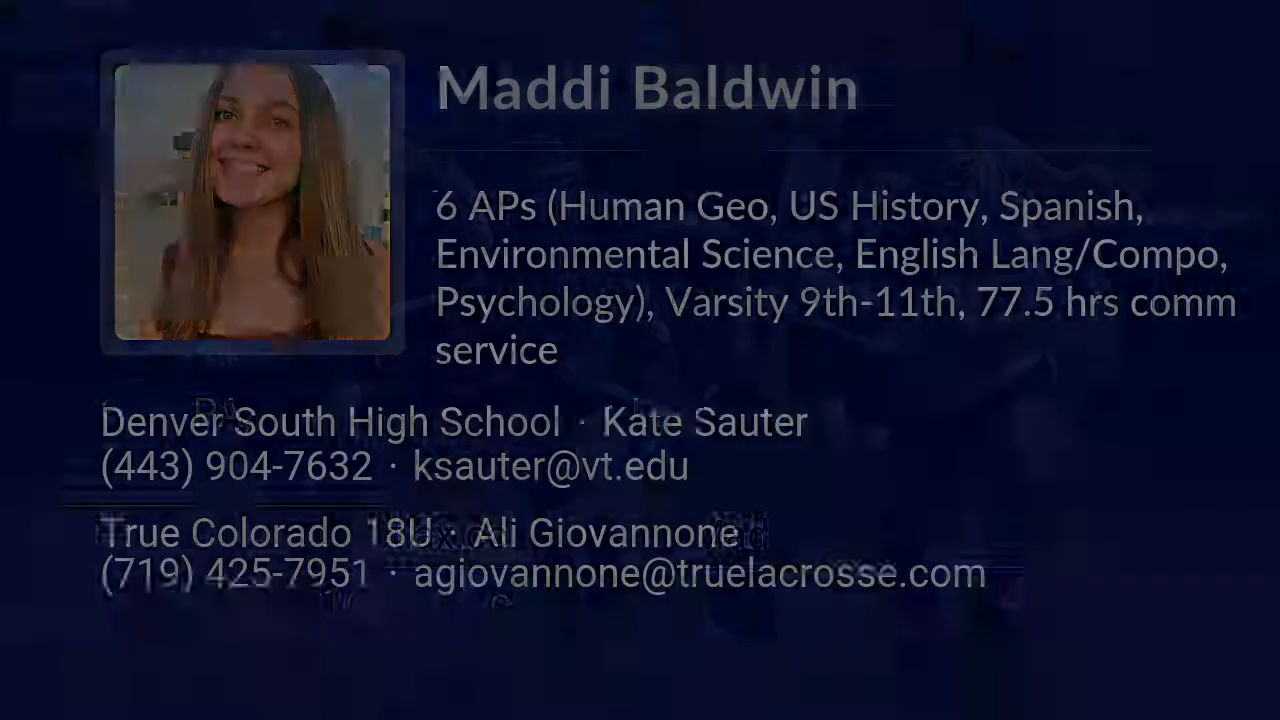 Maddi Baldwin
6 APs (Human Geo, US History, Spanish,
Environmental Science, English Lang/Compo,
Psychology), Varsity 9th-11th, 77.5 hrs comm
service
Denver South High School · Kate Sauter
(443) 904-7632 · ksauter@vt.edu
True Colorado 18U · Ali Giovannone
(719) 425-7951 · agiovannone@truelacrosse.com